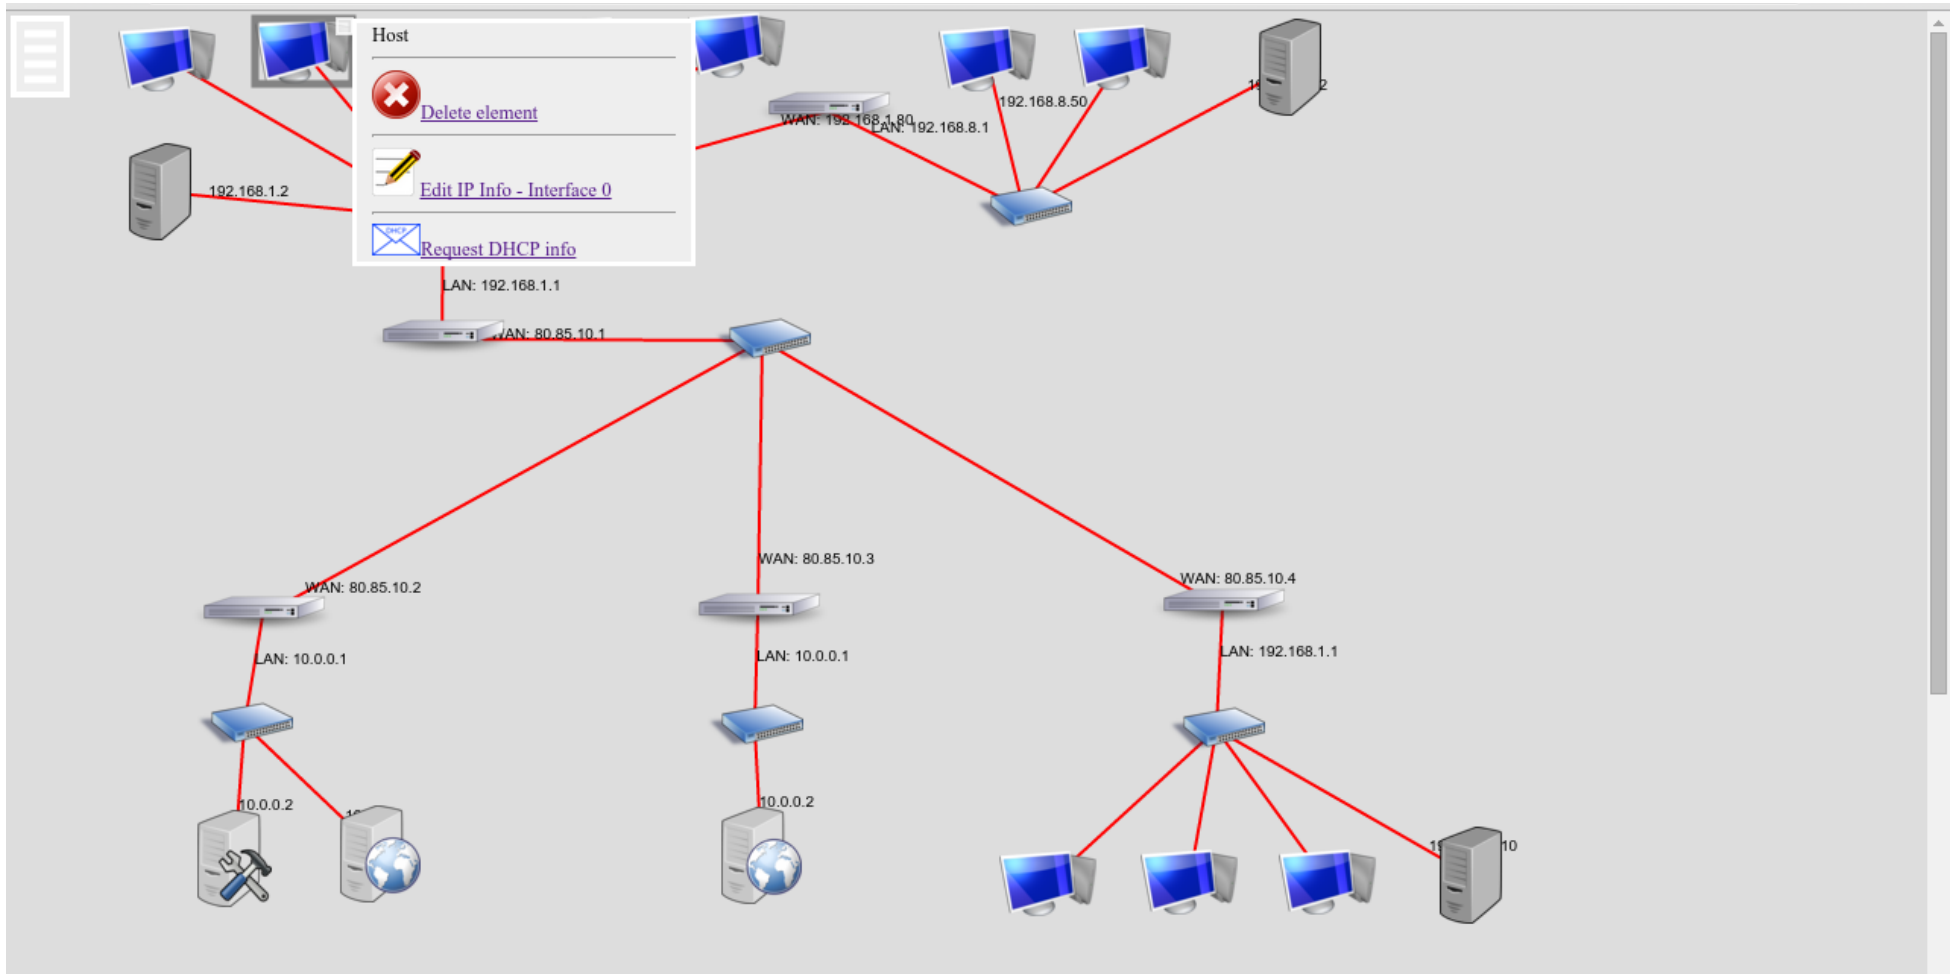 Host
Delete element
Edit IP Info - Interface 0
DHCP
Request DHCP info
192.168.1.2
WAN: 192.168.1.80
LAN: 192.168.8.1
192.168.8.50
LAN: 192.168.1.1
WAN: 80.85.10.1
WAN: 80.85.10.2
WAN: 80.85.10.3
WAN: 80.85.10.4
LAN: 10.0.0.1
LAN: 10.0.0.1
LAN: 192.168.1.1
10.0.0.2
10.0.0.2